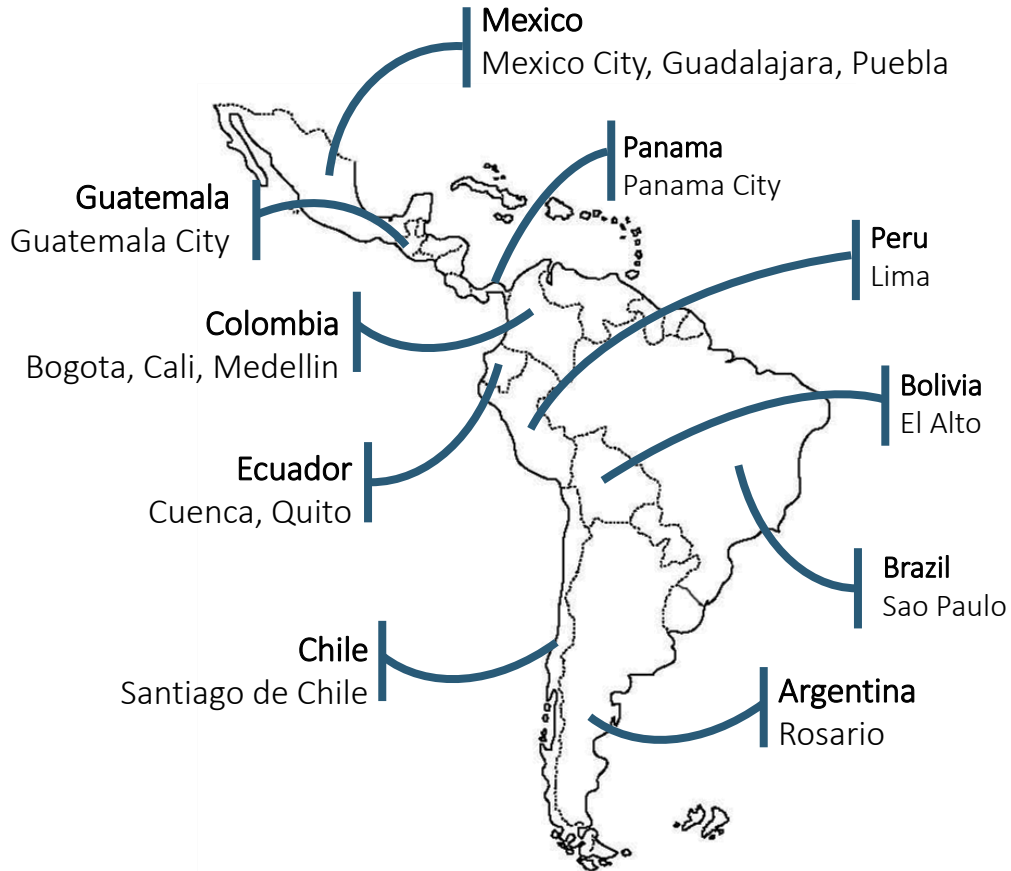 Mexico
Mexico City, Guadalajara, Puebla
Panama
Panama City
Guatemala
Guatemala City
Peru
Lima
Colombia
Bogota, Cali, Medellin
Bolivia
El Alto
Ecuador
Cuenca, Quito
Brazil
Sao Paulo
Chile
Santiago de Chile
Argentina
Rosario